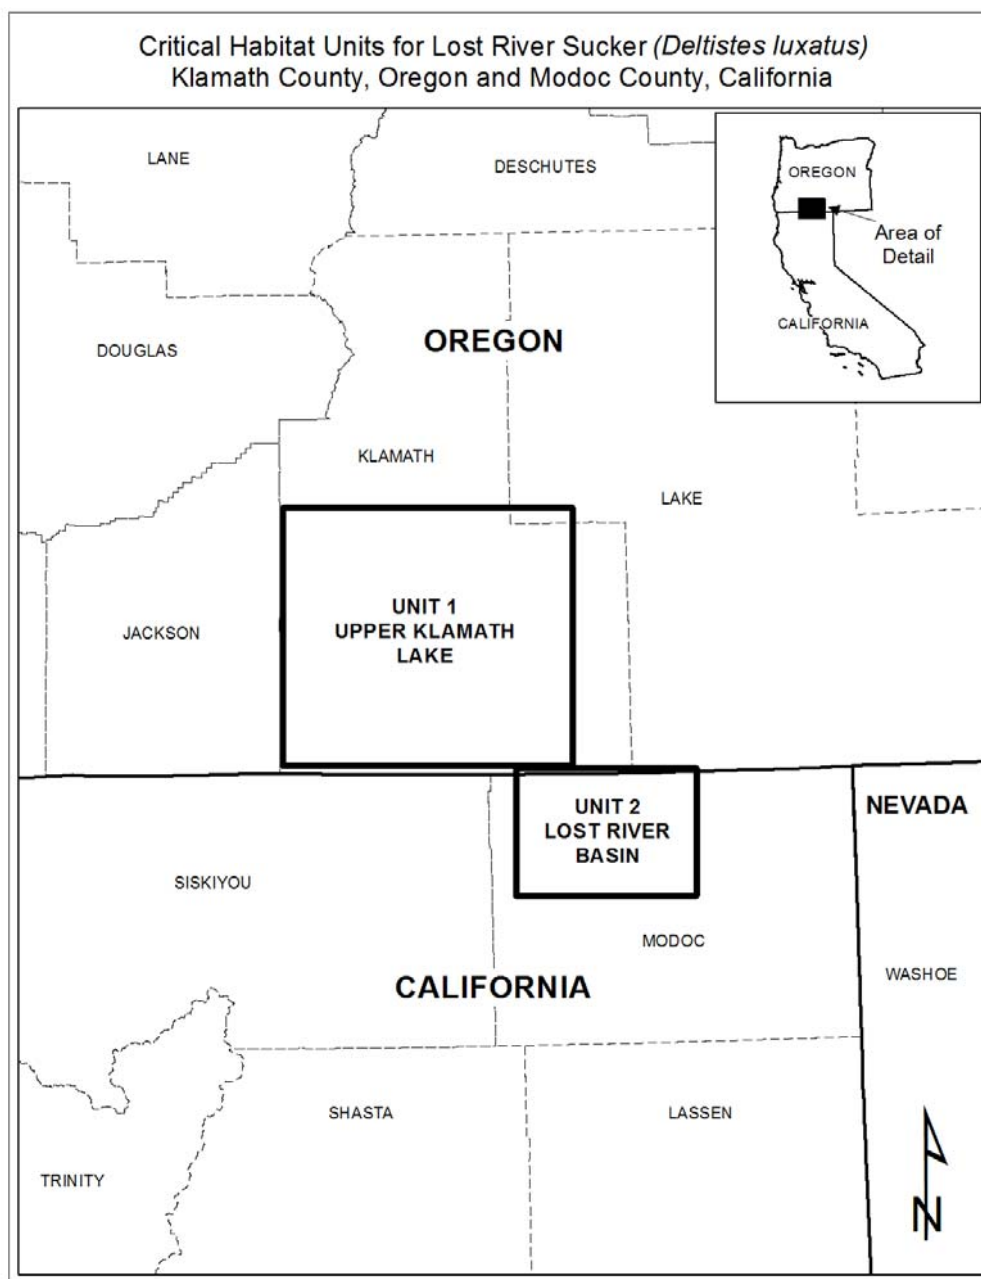 Critical Habitat Units for Lost River Sucker (Deltistes luxatus)
Klamath County, Oregon and Modoc County, California
LANE
DESCHUTES
OREGON
Area of
Detail
CALIFORNIA
DOUGLAS
OREGON
KLAMATH
LAKE
UNIT 1
UPPER KLAMATH
LAKE
JACKSON
UNIT 2
LOST RIVER
BASIN
NEVADA
SISKIYOU
MODOC
WASHOE
CALIFORNIA
SHASTA
LASSEN
TRINITY
N